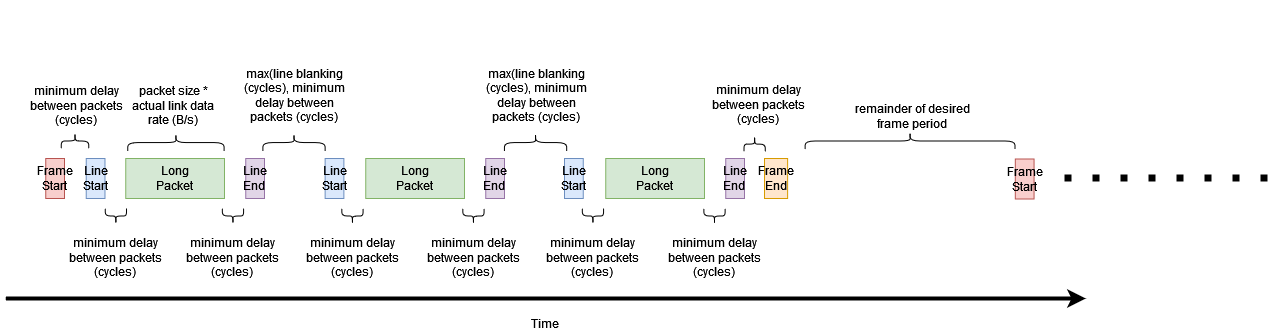 minimum delay
between packets
(cycles)
packet size *
actual link data
rate (B/s)
max(line blanking
(cycles), minimum
delay between
packets (cycles)
max(line blanking
(cycles), minimum
delay between
packets (cycles)
minimum delay
between packets
(cycles)
remainder of desired
frame period
Frame
Start
Line
Start
Long
Packet
Line
End
Line
Start
Long
Packet
Line
End
Line
Start
Long
Packet
Line
End
Frame
End
Frame
Start
minimum delay
between packets
(cycles)
minimum delay
between packets
(cycles)
minimum delay
between packets
(cycles)
minimum delay
between packets
(cycles)
minimum delay
between packets
(cycles)
minimum delay
between packets
(cycles)
Time